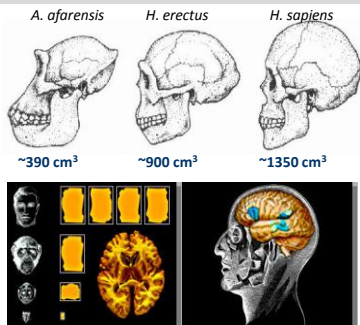 A. afarensis H. erectus H. sapiens
~390 cm³ ~900 cm³ ~1350 cm³